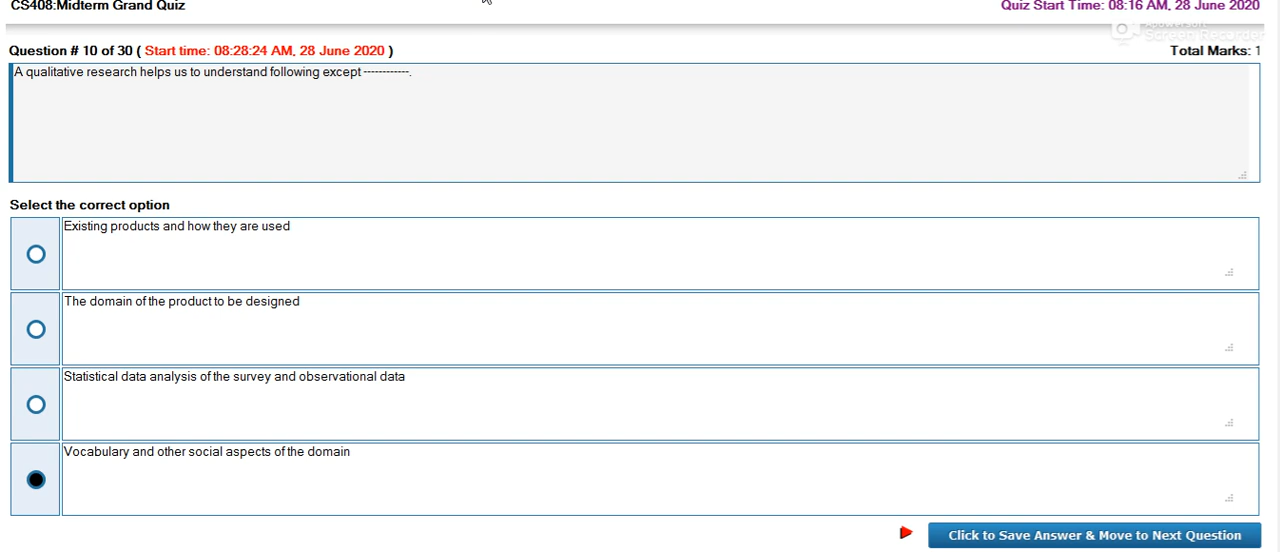 CS408:Midterm Grand Quiz
Quiz Start Time: 08:16 AM, 28 June 2020
Screen Recorder
Question # 10 of 30 ( Start time: 08:28:24 AM, 28 June 2020 )
Total Marks: 1
A qualitative research helps us to understand following except ------------.
Select the correct option
Existing products and how they are used
The domain of the product to be designed
Statistical data analysis of the survey and observational data
Vocabulary and other social aspects of the domain
Click to Save Answer & Move to Next Question